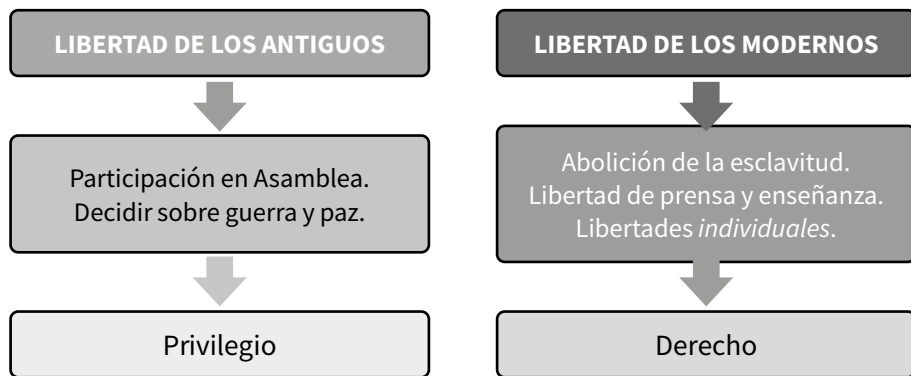 LIBERTAD DE LOS ANTIGUOS
Participación en Asamblea.
Decidir sobre guerra y paz.
Privilegio
LIBERTAD DE LOS MODERNOS
Abolición de la esclavitud.
Libertad de prensa y enseñanza.
Libertades individuales.
Derecho